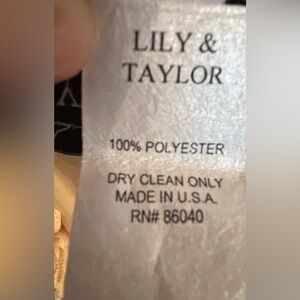 LILY &
TAYLOR
100% POLYESTER
DRY CLEAN ONLY
MADE IN U.S.A.
RN# 86040